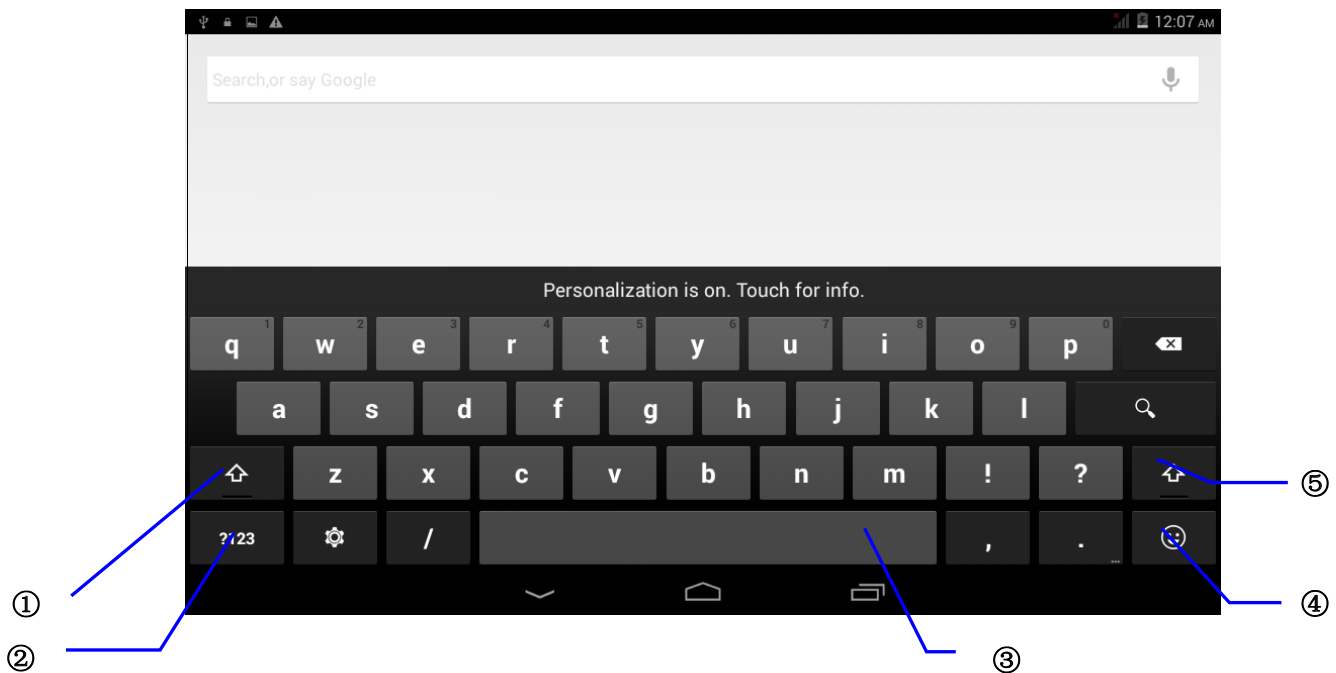 12:07 AM
Search,or say Google
Personalization is on. Touch for info.
q 1 w 2 e 3 r 4 t 5 y 6 u 7 i 8 o 9 p 0
a s d f g h j k l
z x c v b n m ! ?
?123 / , . ...
① ② ③ ④ ⑤